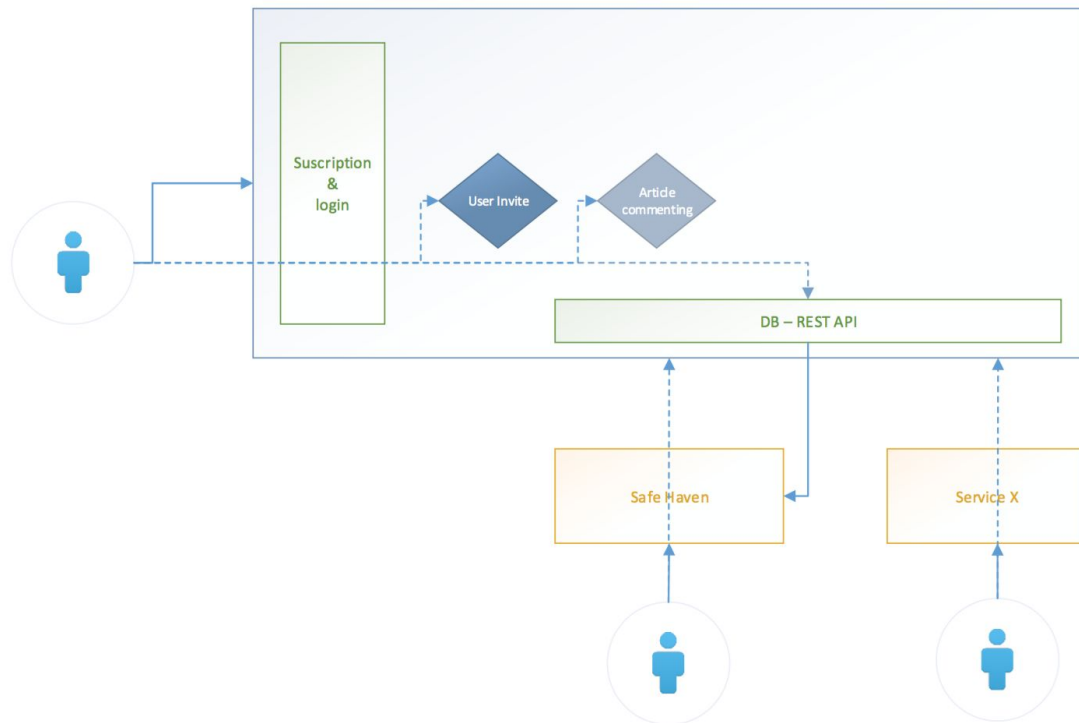 Suscription
&
login
User Invite
Article
commenting
DB – REST API
Safe Haven
Service X